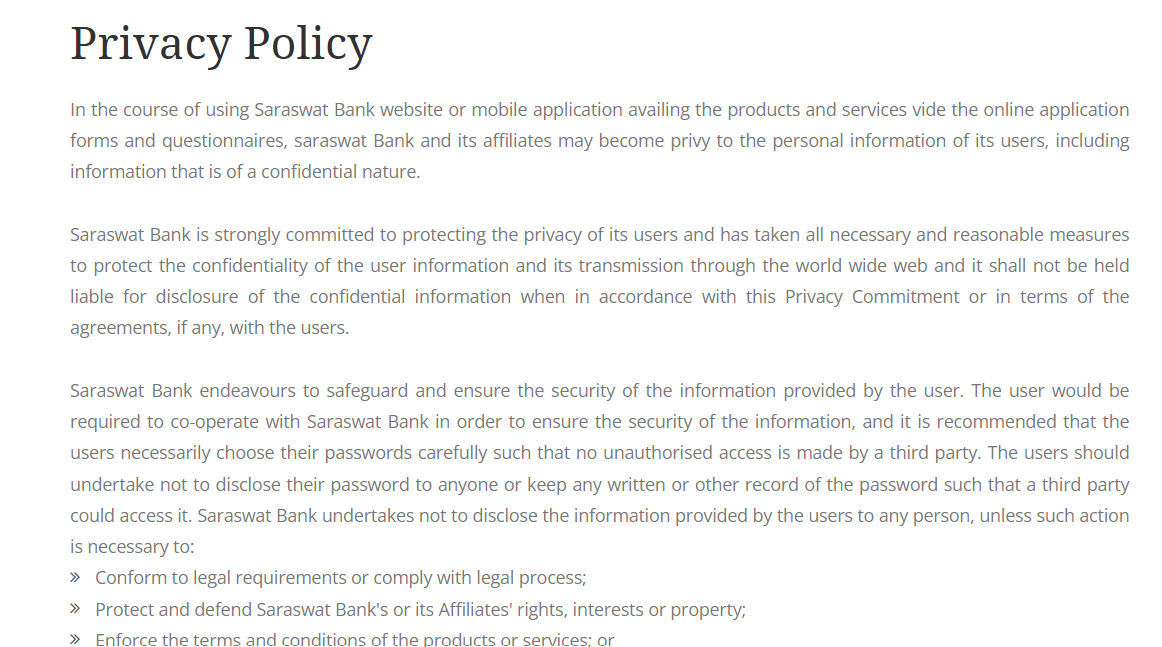 Privacy Policy
In the course of using Saraswat Bank website or mobile application availing the products and services vide the online application
forms and questionnaires, saraswat Bank and its affiliates may become privy to the personal information of its users, including
information that is of a confidential nature.
Saraswat Bank is strongly committed to protecting the privacy of its users and has taken all necessary and reasonable measures
to protect the confidentiality of the user information and its transmission through the world wide web and it shall not be held
liable for disclosure of the confidential information when in accordance with this Privacy Commitment or in terms of the
agreements, if any, with the users.
Saraswat Bank endeavours to safeguard and ensure the security of the information provided by the user. The user would be
required to co-operate with Saraswat Bank in order to ensure the security of the information, and it is recommended that the
users necessarily choose their passwords carefully such that no unauthorised access is made by a third party. The users should
undertake not to disclose their password to anyone or keep any written or other record of the password such that a third party
could access it. Saraswat Bank undertakes not to disclose the information provided by the users to any person, unless such action
is necessary to:
» Conform to legal requirements or comply with legal process;
» Protect and defend Saraswat Bank's or its Affiliates' rights, interests or property;
» Enforce the terms and conditions of the products or services; or